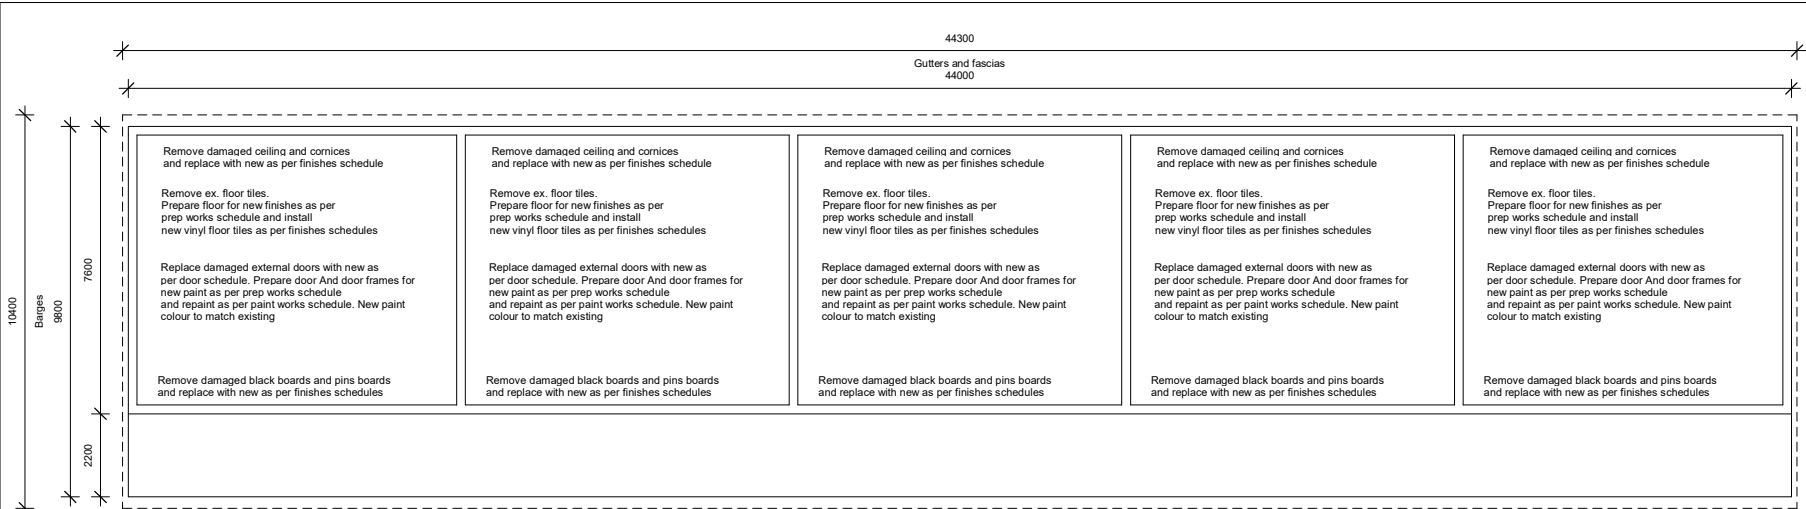 44300
Gutters and fascias
44000
10400
Barges
9800
7600
2200
Remove damaged ceiling and cornices
and replace with new as per finishes schedule
Remove ex. floor tiles.
Prepare floor for new finishes as per
prep works schedule and install
new vinyl floor tiles as per finishes schedules
Replace damaged external doors with new as
per door schedule. Prepare door And door frames for
new paint as per prep works schedule
and repaint as per paint works schedule. New paint
colour to match existing
Remove damaged black boards and pins boards
and replace with new as per finishes schedules
Remove damaged ceiling and cornices
and replace with new as per finishes schedule
Remove ex. floor tiles.
Prepare floor for new finishes as per
prep works schedule and install
new vinyl floor tiles as per finishes schedules
Replace damaged external doors with new as
per door schedule. Prepare door And door frames for
new paint as per prep works schedule
and repaint as per paint works schedule. New paint
colour to match existing
Remove damaged black boards and pins boards
and replace with new as per finishes schedules
Remove damaged ceiling and cornices
and replace with new as per finishes schedule
Remove ex. floor tiles.
Prepare floor for new finishes as per
prep works schedule and install
new vinyl floor tiles as per finishes schedules
Replace damaged external doors with new as
per door schedule. Prepare door And door frames for
new paint as per prep works schedule
and repaint as per paint works schedule. New paint
colour to match existing
Remove damaged black boards and pins boards
and replace with new as per finishes schedules
Remove damaged ceiling and cornices
and replace with new as per finishes schedule
Remove ex. floor tiles.
Prepare floor for new finishes as per
prep works schedule and install
new vinyl floor tiles as per finishes schedules
Replace damaged external doors with new as
per door schedule. Prepare door And door frames for
new paint as per prep works schedule
and repaint as per paint works schedule. New paint
colour to match existing
Remove damaged black boards and pins boards
and replace with new as per finishes schedules
Remove damaged ceiling and cornices
and replace with new as per finishes schedule
Remove ex. floor tiles.
Prepare floor for new finishes as per
prep works schedule and install
new vinyl floor tiles as per finishes schedules
Replace damaged external doors with new as
per door schedule. Prepare door And door frames for
new paint as per prep works schedule
and repaint as per paint works schedule. New paint
colour to match existing
Remove damaged black boards and pins boards
and replace with new as per finishes schedules